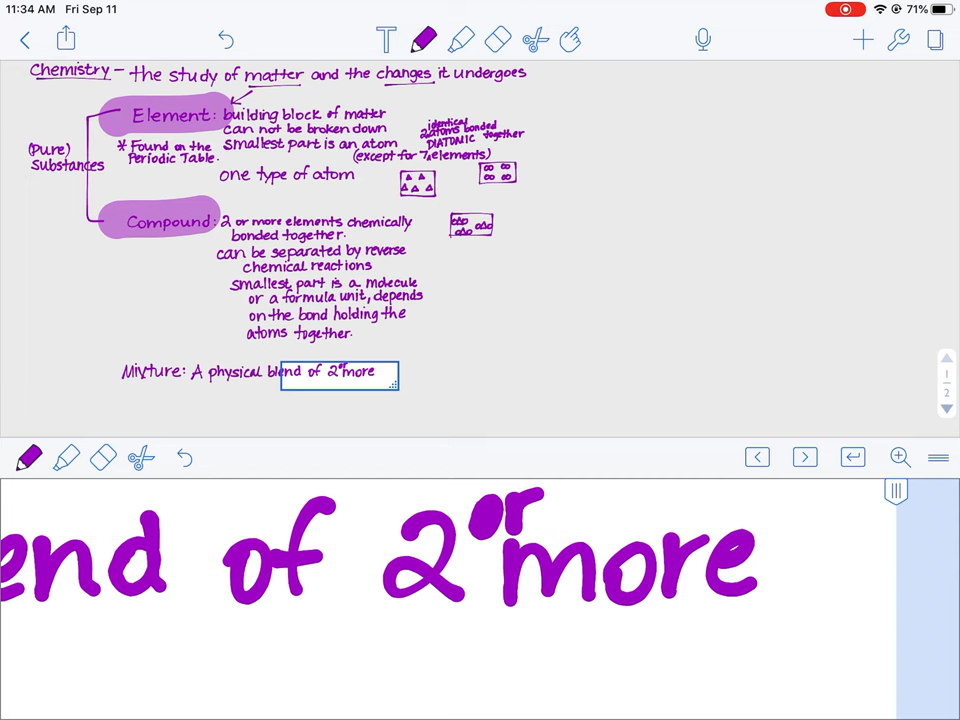 11:34 AM Fri Sep 11
71%
T
Chemistry - the study of matter and the changes it undergoes
Element: building block of matter
can not be broken down
smallest part is an atom
(except for 7 elements)
identical
2 atoms bonded
DIATOMIC together
* Found on the
Periodic Table.
(Pure)
Substances
one type of atom
Compound: 2 or more elements chemically
bonded together.
can be separated by reverse
chemical reactions
smallest part is a molecule
or a formula unit, depends
on the bond holding the
atoms together.
Mixture: A physical blend of 2 or more
1
2
end of 2 or more